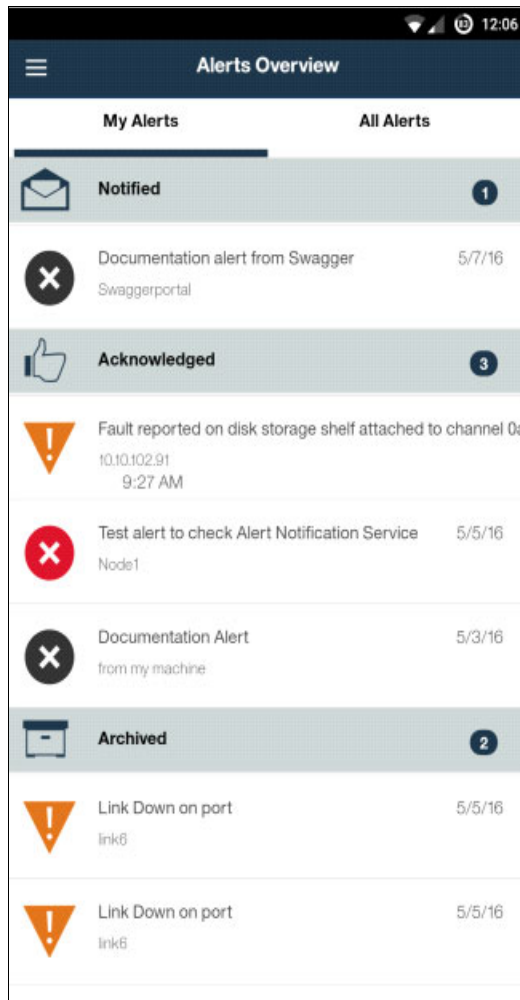 83 12:06
Alerts Overview
My Alerts All Alerts
Notified 1
Documentation alert from Swagger 5/7/16
Swaggerportal
Acknowledged 3
Fault reported on disk storage shelf attached to channel 0a
10.10.102.91
9:27 AM
Test alert to check Alert Notification Service 5/5/16
Node1
Documentation Alert 5/3/16
from my machine
Archived 2
Link Down on port 5/5/16
link6
Link Down on port 5/5/16
link6